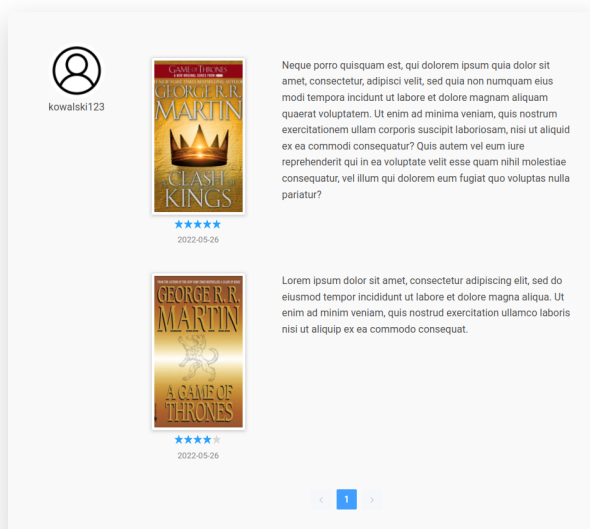 kowalski123
GAME OF THRONES
GEORGE R. R.
MARTIN
A CLASH OF
KINGS
2022-05-26
Neque porro quisquam est, qui dolorem ipsum quia dolor sit
amet, consectetur, adipisci velit, sed quia non numquam eius
modi tempora incidunt ut labore et dolore magnam aliquam
quaerat voluptatem. Ut enim ad minima veniam, quis nostrum
exercitationem ullam corporis suscipit laboriosam, nisi ut aliquid
ex ea commodi consequatur? Quis autem vel eum iure
reprehenderit qui in ea voluptate velit esse quam nihil molestiae
consequatur, vel illum qui dolorem eum fugiat quo voluptas nulla
pariatur?
GEORGE R. R.
MARTIN
A GAME OF
THRONES
2022-05-26
Lorem ipsum dolor sit amet, consectetur adipiscing elit, sed do
eiusmod tempor incididunt ut labore et dolore magna aliqua. Ut
enim ad minim veniam, quis nostrud exercitation ullamco laboris
nisi ut aliquip ex ea commodo consequat.
1